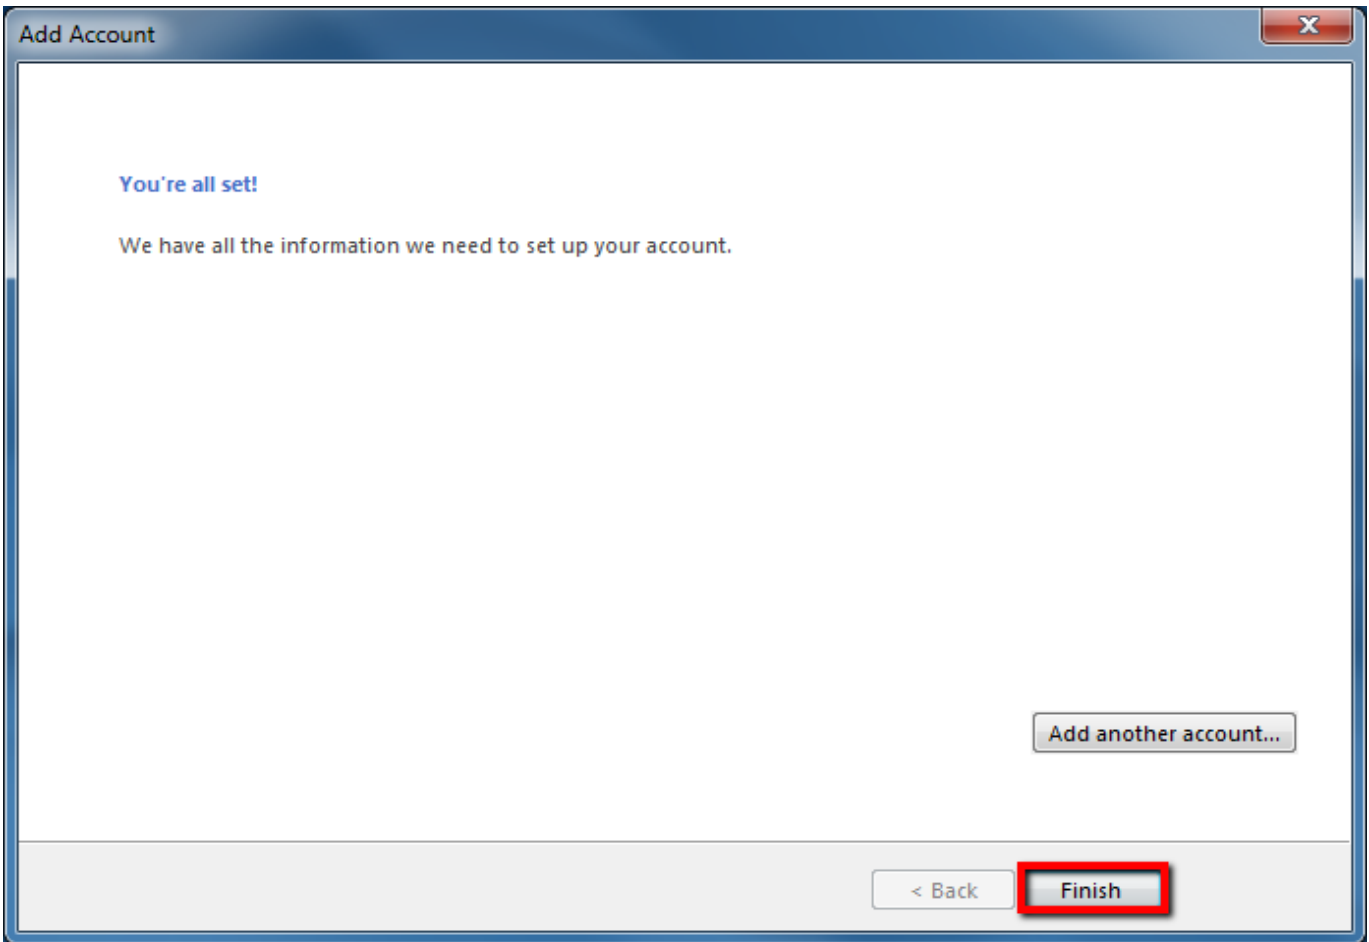 Add Account
You're all set!
We have all the information we need to set up your account.
Add another account...
< Back
Finish